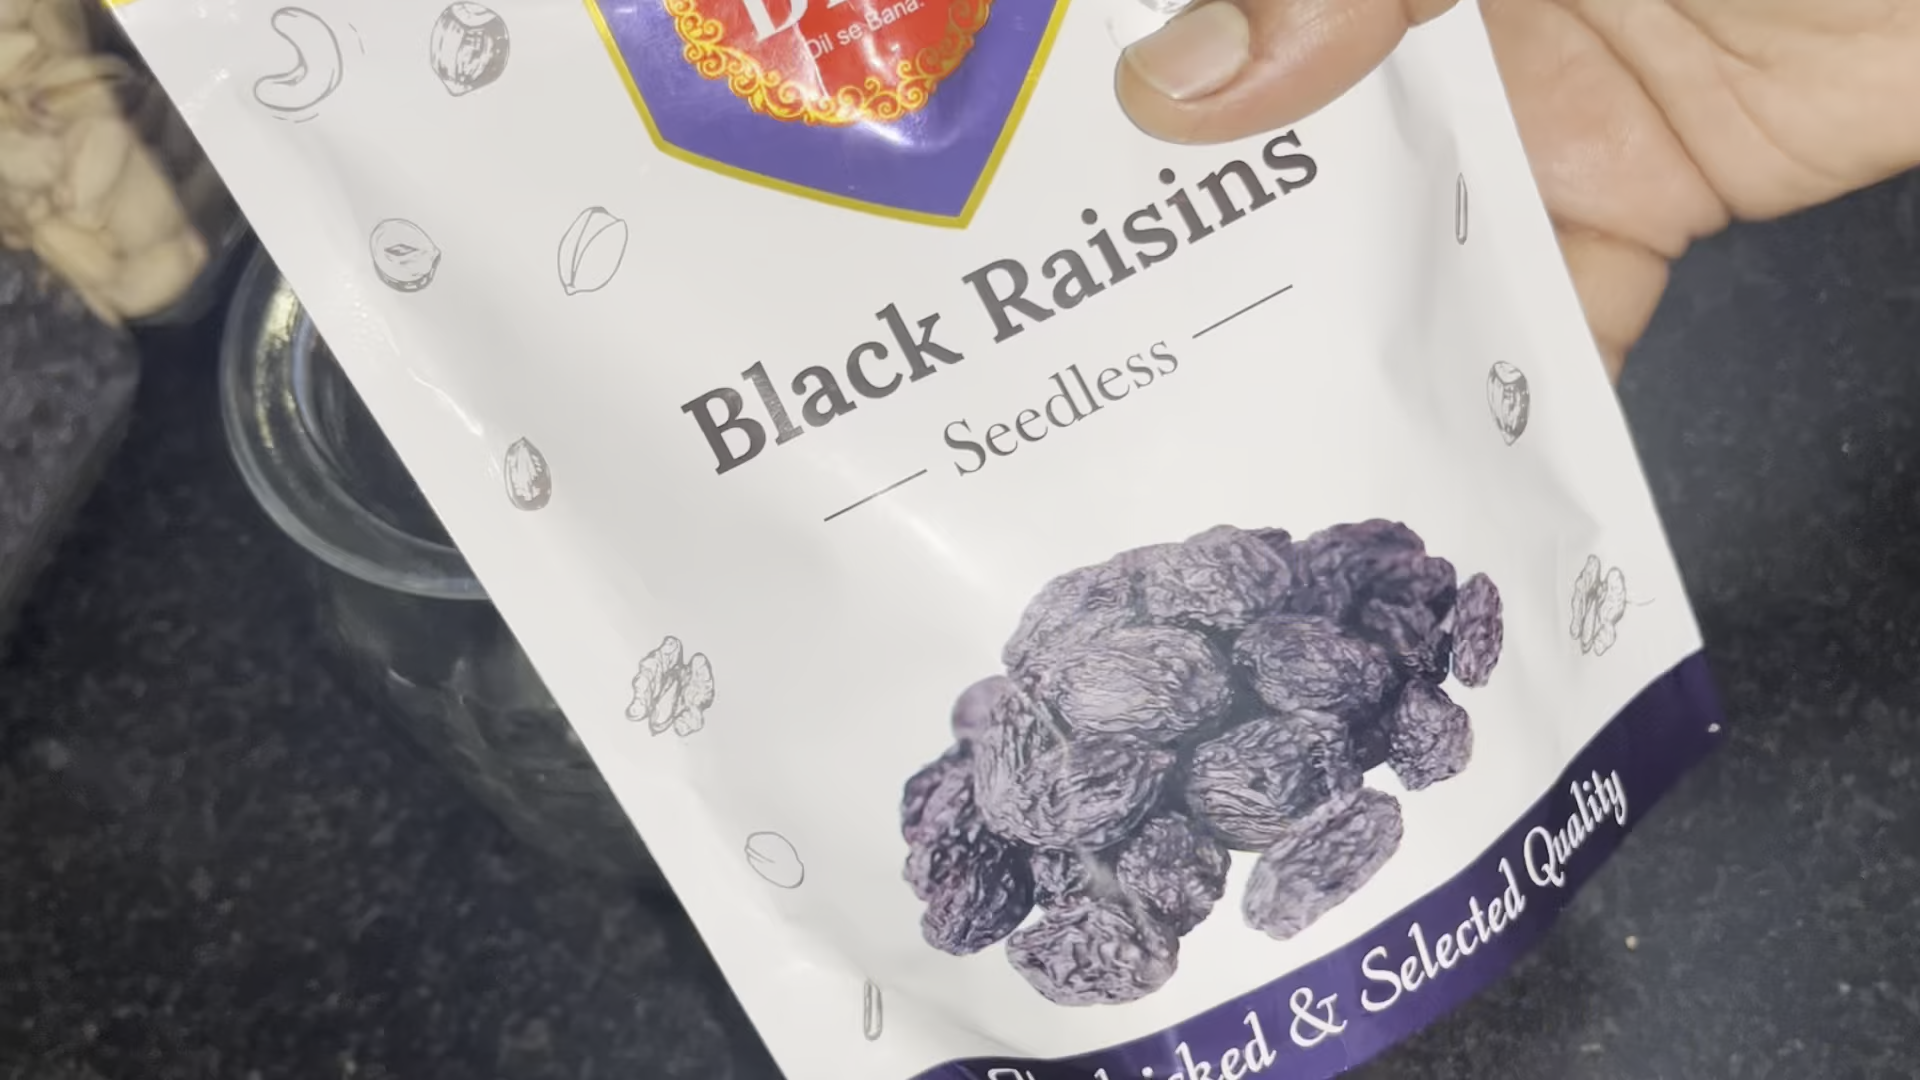 Dil se Bana.
Black Raisins
Seedless
& Selected Quality